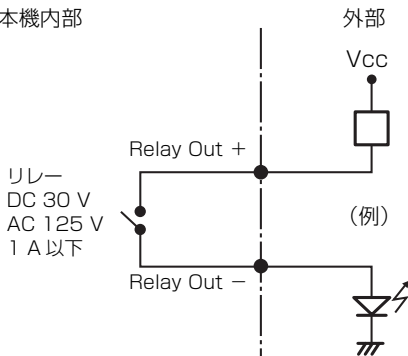 本機内部
外部
Vcc
Relay Out +
リレー
DC 30 V
AC 125 V
1 A以下
(例)
Relay Out −